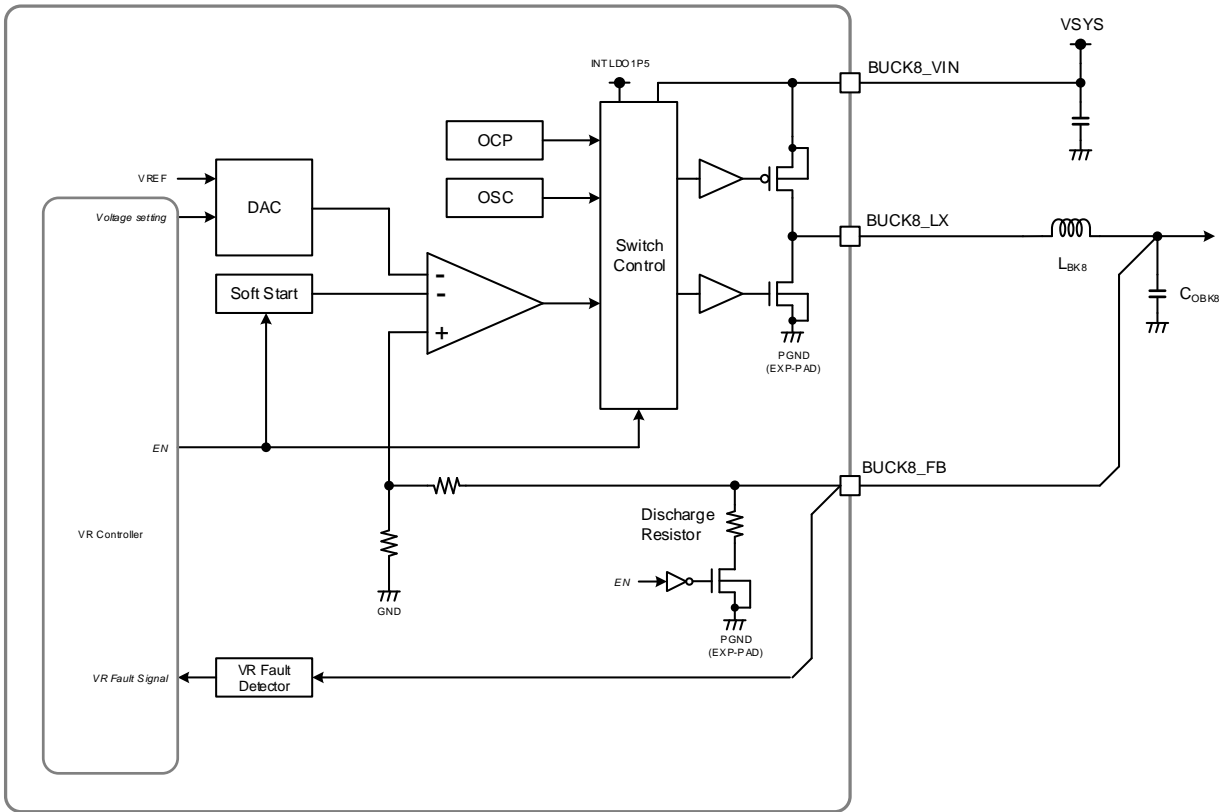 VSYS
INTLDO1P5
BUCK8_VIN
OCP
VREF
DAC
OSC
Voltage setting
BUCK8_LX
Switch
Control
LBK8
Soft Start
-
-
+
COBK8
PGND
(EXP-PAD)
EN
BUCK8_FB
Discharge
Resistor
VR Controller
EN
GND
PGND
(EXP-PAD)
VR Fault Signal
VR Fault
Detector